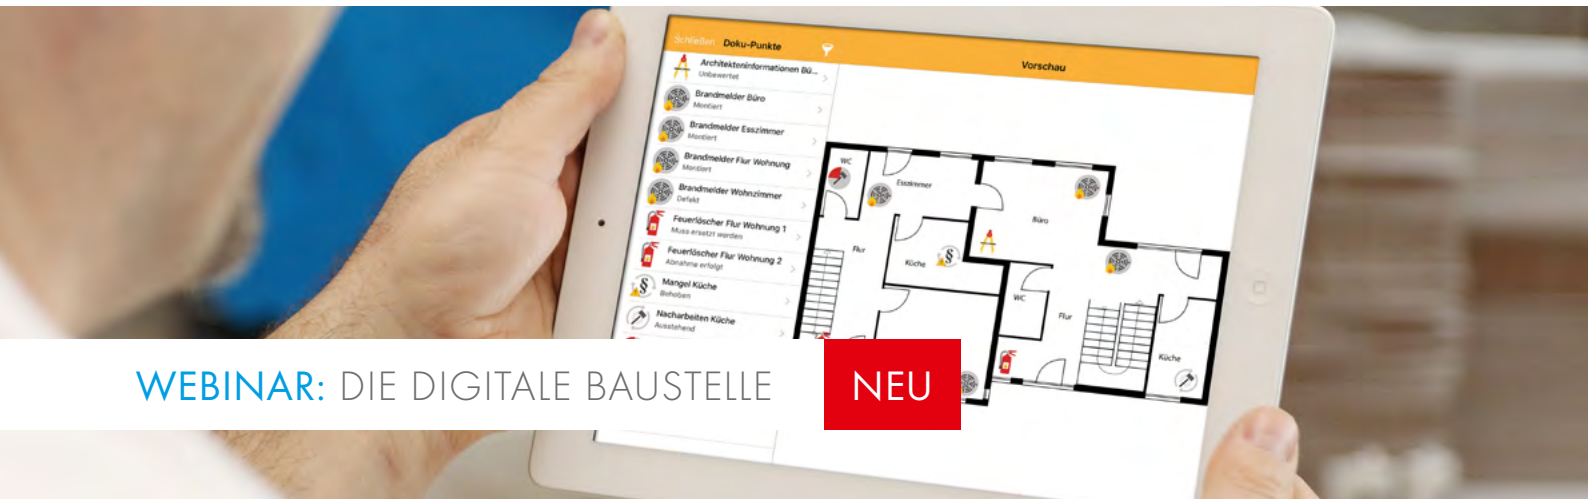 Schließen Doku-Punkte
Vorschau
Architekteninformationen Bü...
Unbewertet
Brandmelder Büro
Montiert
Brandmelder Esszimmer
Montiert
Brandmelder Flur Wohnung
Montiert
Brandmelder Wohnzimmer
Defekt
Feuerlöscher Flur Wohnung 1
Muss ersetzt werden
Feuerlöscher Flur Wohnung 2
Abnahme erfolgt
Mangel Küche
Behoben
Nacharbeiten Küche
Ausstehend
WC
Esszimmer
Büro
Flur
Küche
§
WC
Flur
Küche
WEBINAR: DIE DIGITALE BAUSTELLE
NEU